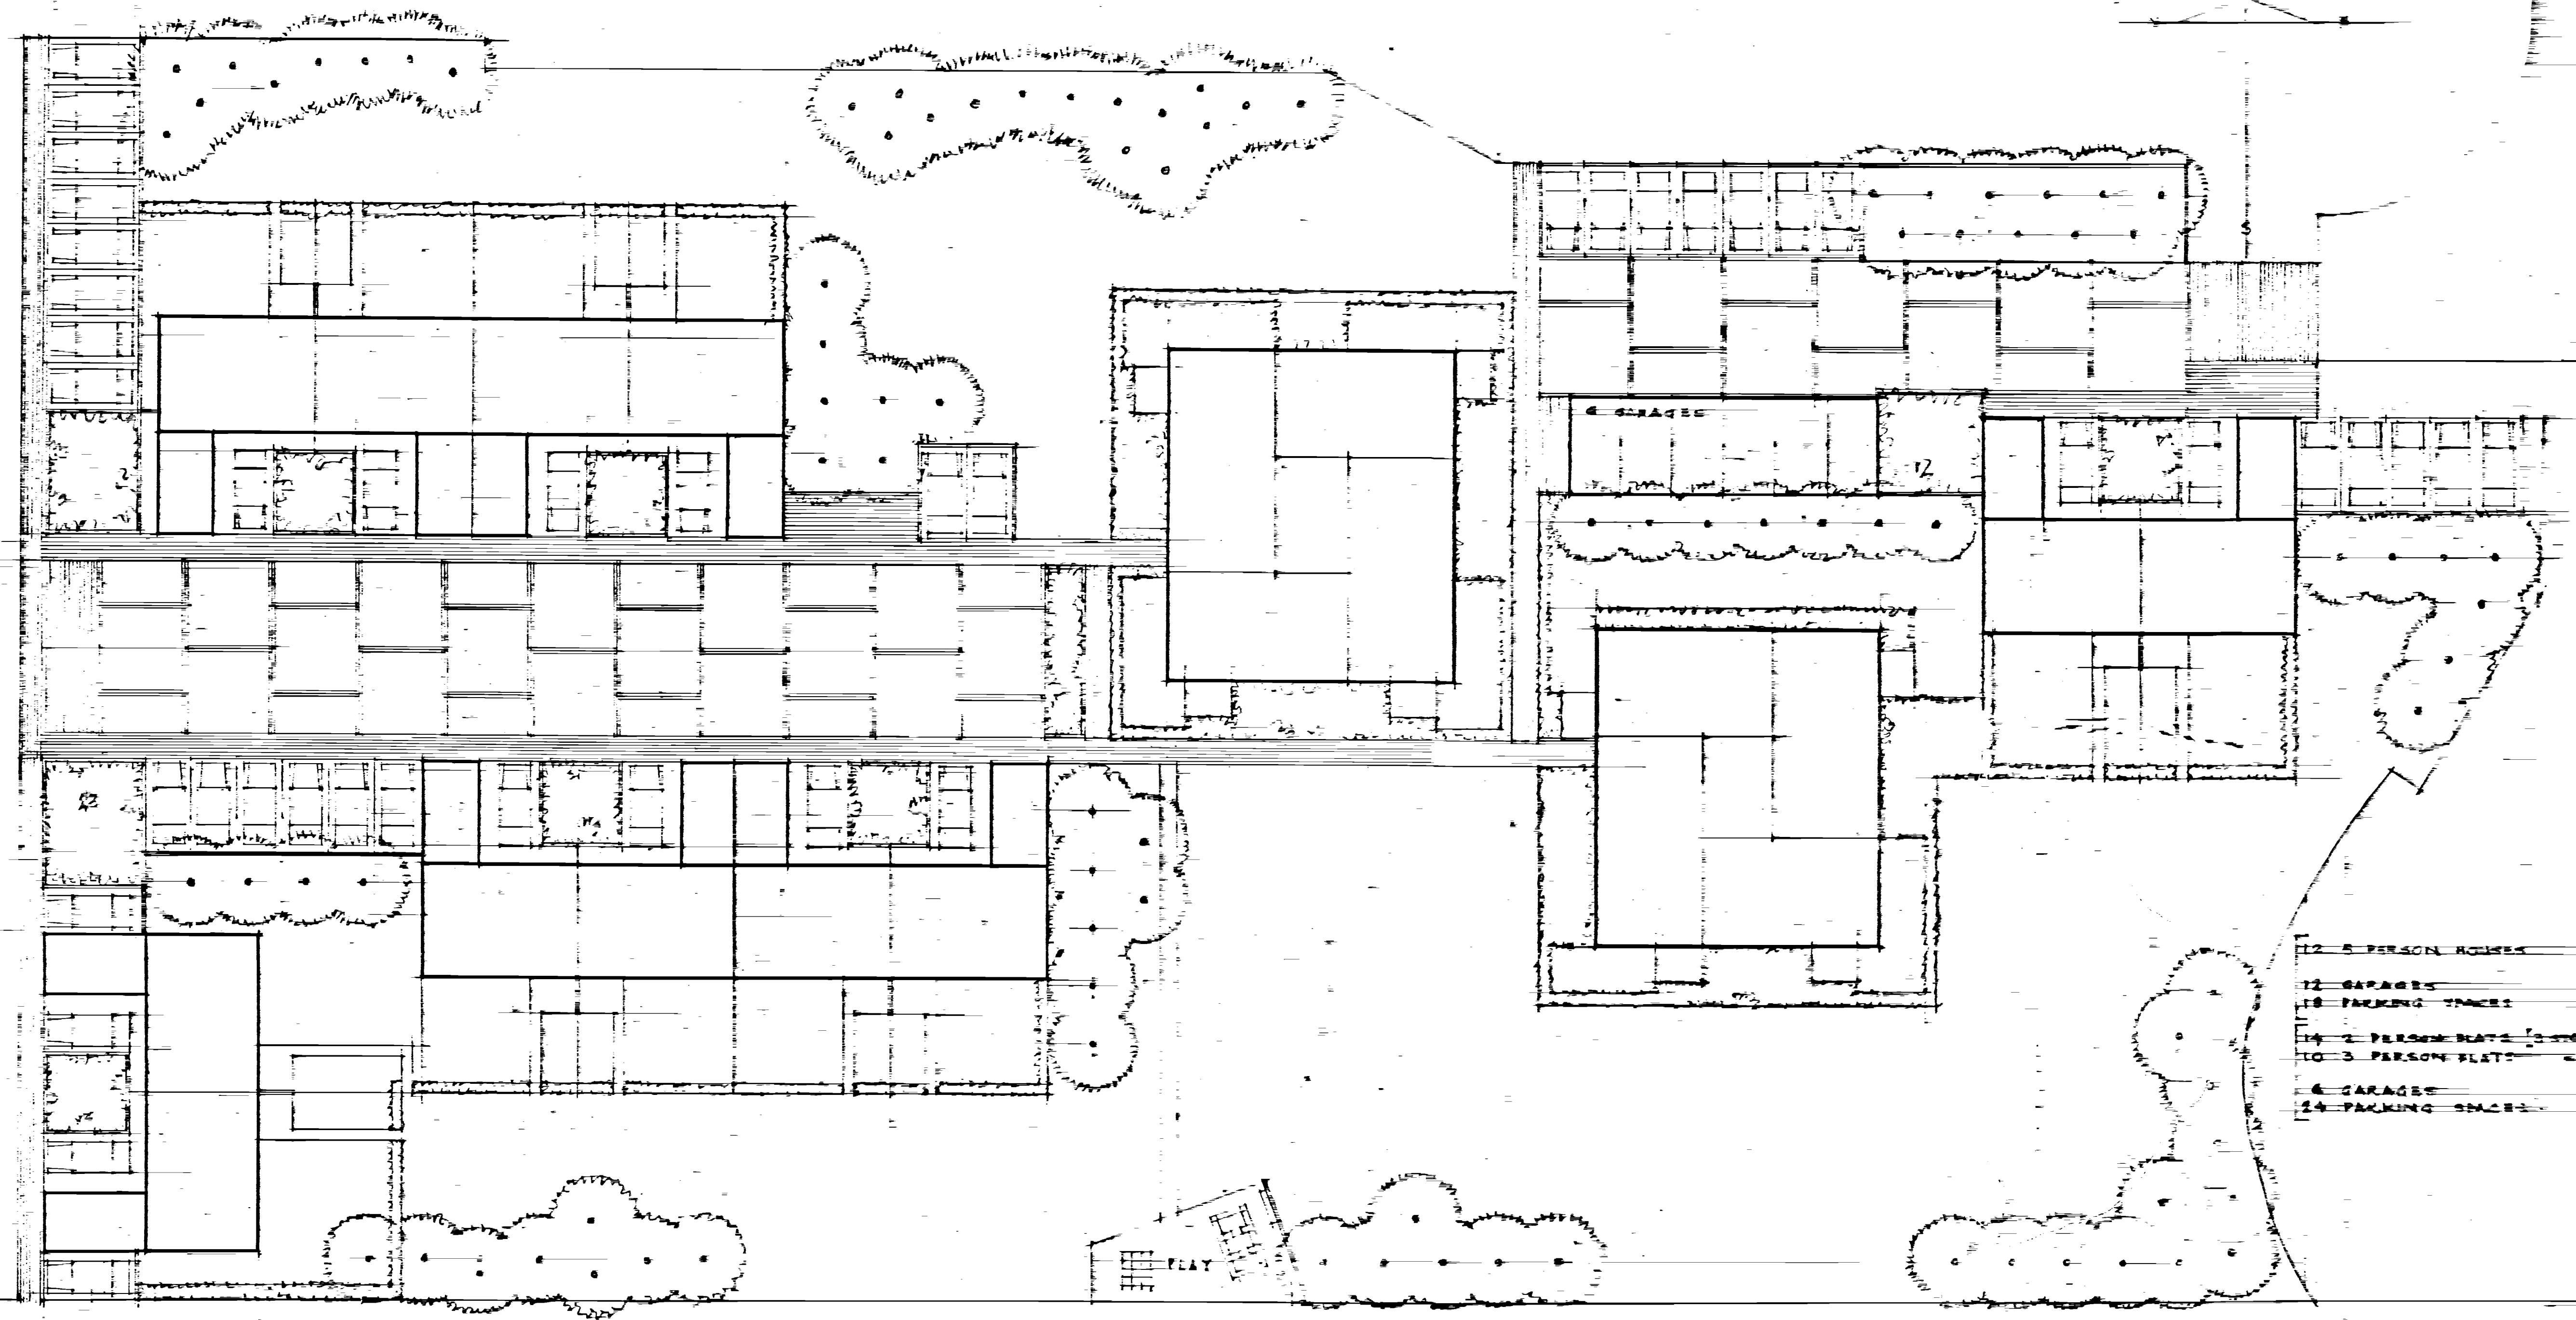 6 GARAGES
12 5 PERSON HOUSES
12 GARAGES
18 PARKING SPACES
14 2 PERSON FLATS
10 3 PERSON FLATS
6 GARAGES
24 PARKING SPACES
PLAY